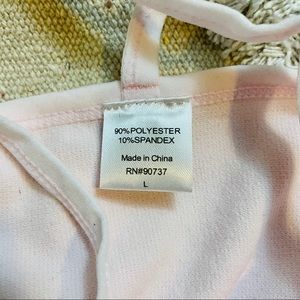 90%POLYESTER
10%SPANDEX
Made in China
RN#90737
L